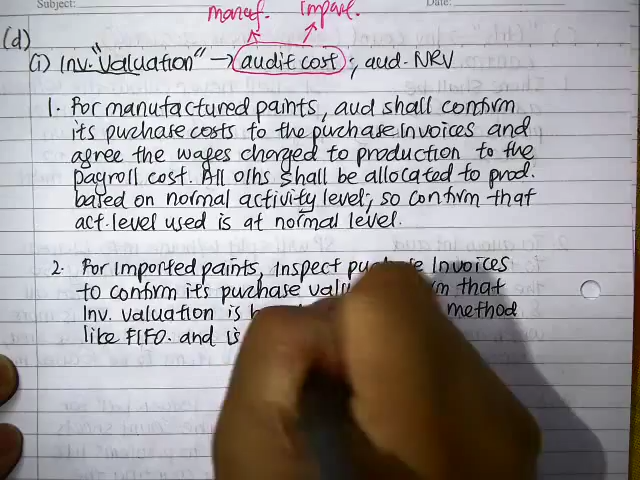 Subject:
Date:
manuf. import.
(d)
(i) Inv. "Valuation" → audit cost ; aud. NRV
1. For manufactured paints, aud shall confirm
its purchase costs to the purchase invoices and
agree the wages charged to production to the
payroll cost. All o/hs shall be allocated to prod.
based on normal activity level; so confirm that
act. level used is at normal level.
2. For imported paints, inspect invoices
to confirm its purchase that
Inv. valuation is method
like FIFO. and is